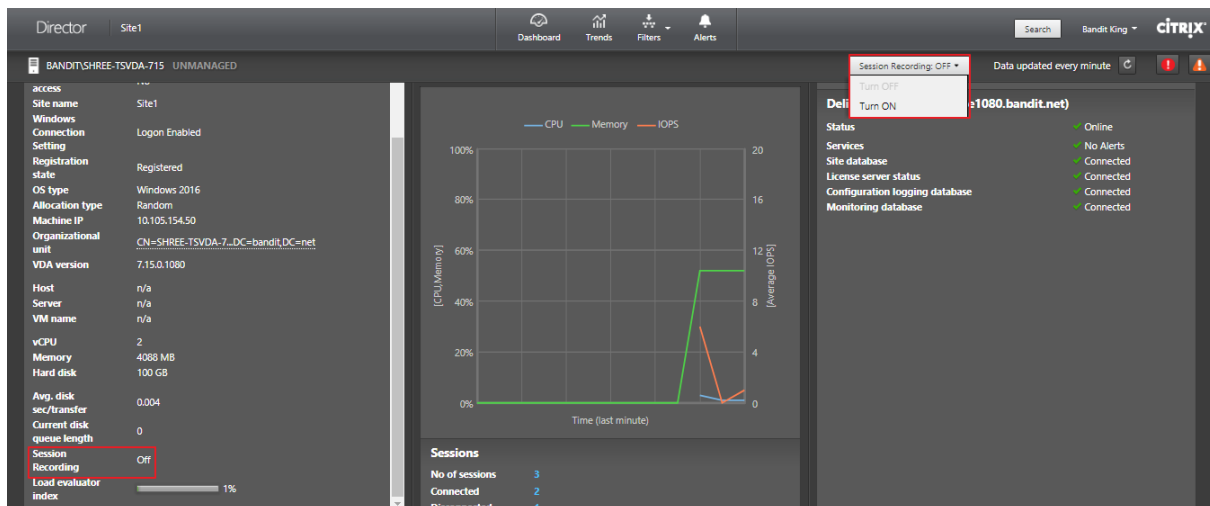 Director Site1
Dashboard Trends Filters Alerts
Search Bandit King CİTRIX
BANDIT\SHREE-TSVDA-715 UNMANAGED
Session Recording: OFF Data updated every minute
Turn OFF
Turn ON
access
Site name Site1
Windows
Connection
Setting
Logon Enabled
Registration
state
Registered
OS type Windows 2016
Allocation type Random
Machine IP 10.105.154.50
Organizational
unit
CN=SHREE-TSVDA-7...DC=bandit,DC=net
VDA version 7.15.0.1080
Host n/a
Server n/a
VM name n/a
vCPU 2
Memory 4088 MB
Hard disk 100 GB
Avg. disk
sec/transfer
0.004
Current disk
queue length
0
Session
Recording
Off
Load evaluator
index
1%
CPU Memory IOPS
100% 20
80% 16
60% 12
40% 8
20% 4
0% 0
[CPU,Memory]
[Average IOPS]
Time (last minute)
Sessions
No of sessions 3
Connected 2
Deli e1080.bandit.net)
Status Online
Services No Alerts
Site database Connected
License server status Connected
Configuration logging database Connected
Monitoring database Connected